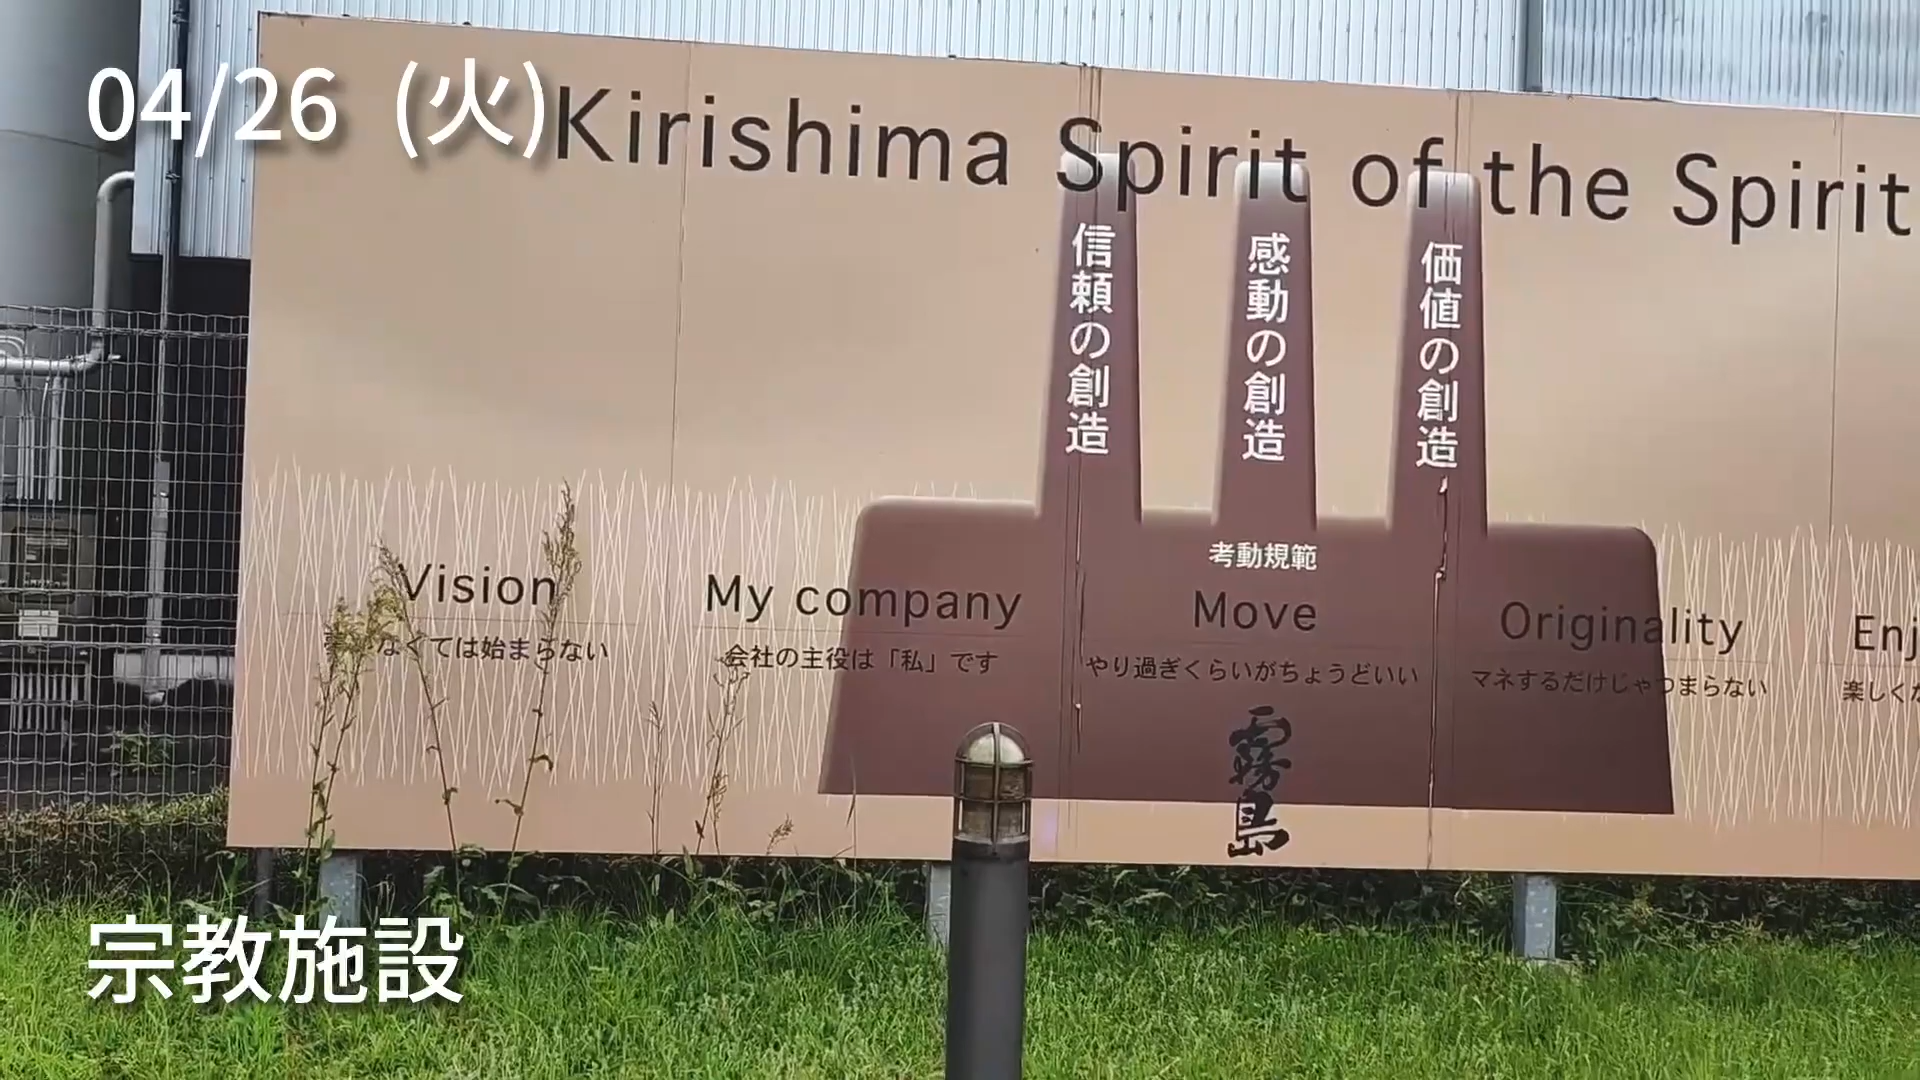 04/26 (火)
Kirishima Spirit of the Spirit
信頼の創造
感動の創造
価値の創造
考動規範
Vision
なくては始まらない
My company
会社の主役は「私」です
Move
やり過ぎくらいがちょうどいい
Originality
マネするだけじゃつまらない
Enj
楽しく
霧島
宗教施設